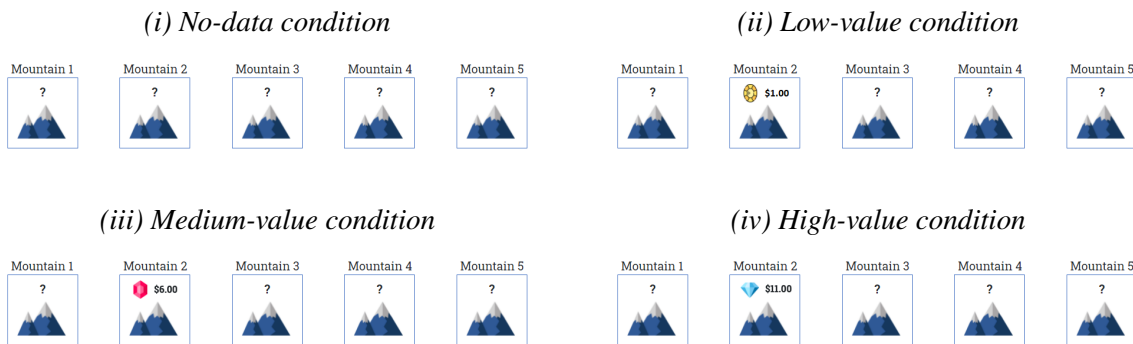 (i) No-data condition
Mountain 1 Mountain 2 Mountain 3 Mountain 4 Mountain 5
? ? ? ? ?
(ii) Low-value condition
Mountain 1 Mountain 2 Mountain 3 Mountain 4 Mountain 5
? $1.00 ? ? ?
(iii) Medium-value condition
Mountain 1 Mountain 2 Mountain 3 Mountain 4 Mountain 5
? $6.00 ? ? ?
(iv) High-value condition
Mountain 1 Mountain 2 Mountain 3 Mountain 4 Mountain 5
? $11.00 ? ? ?